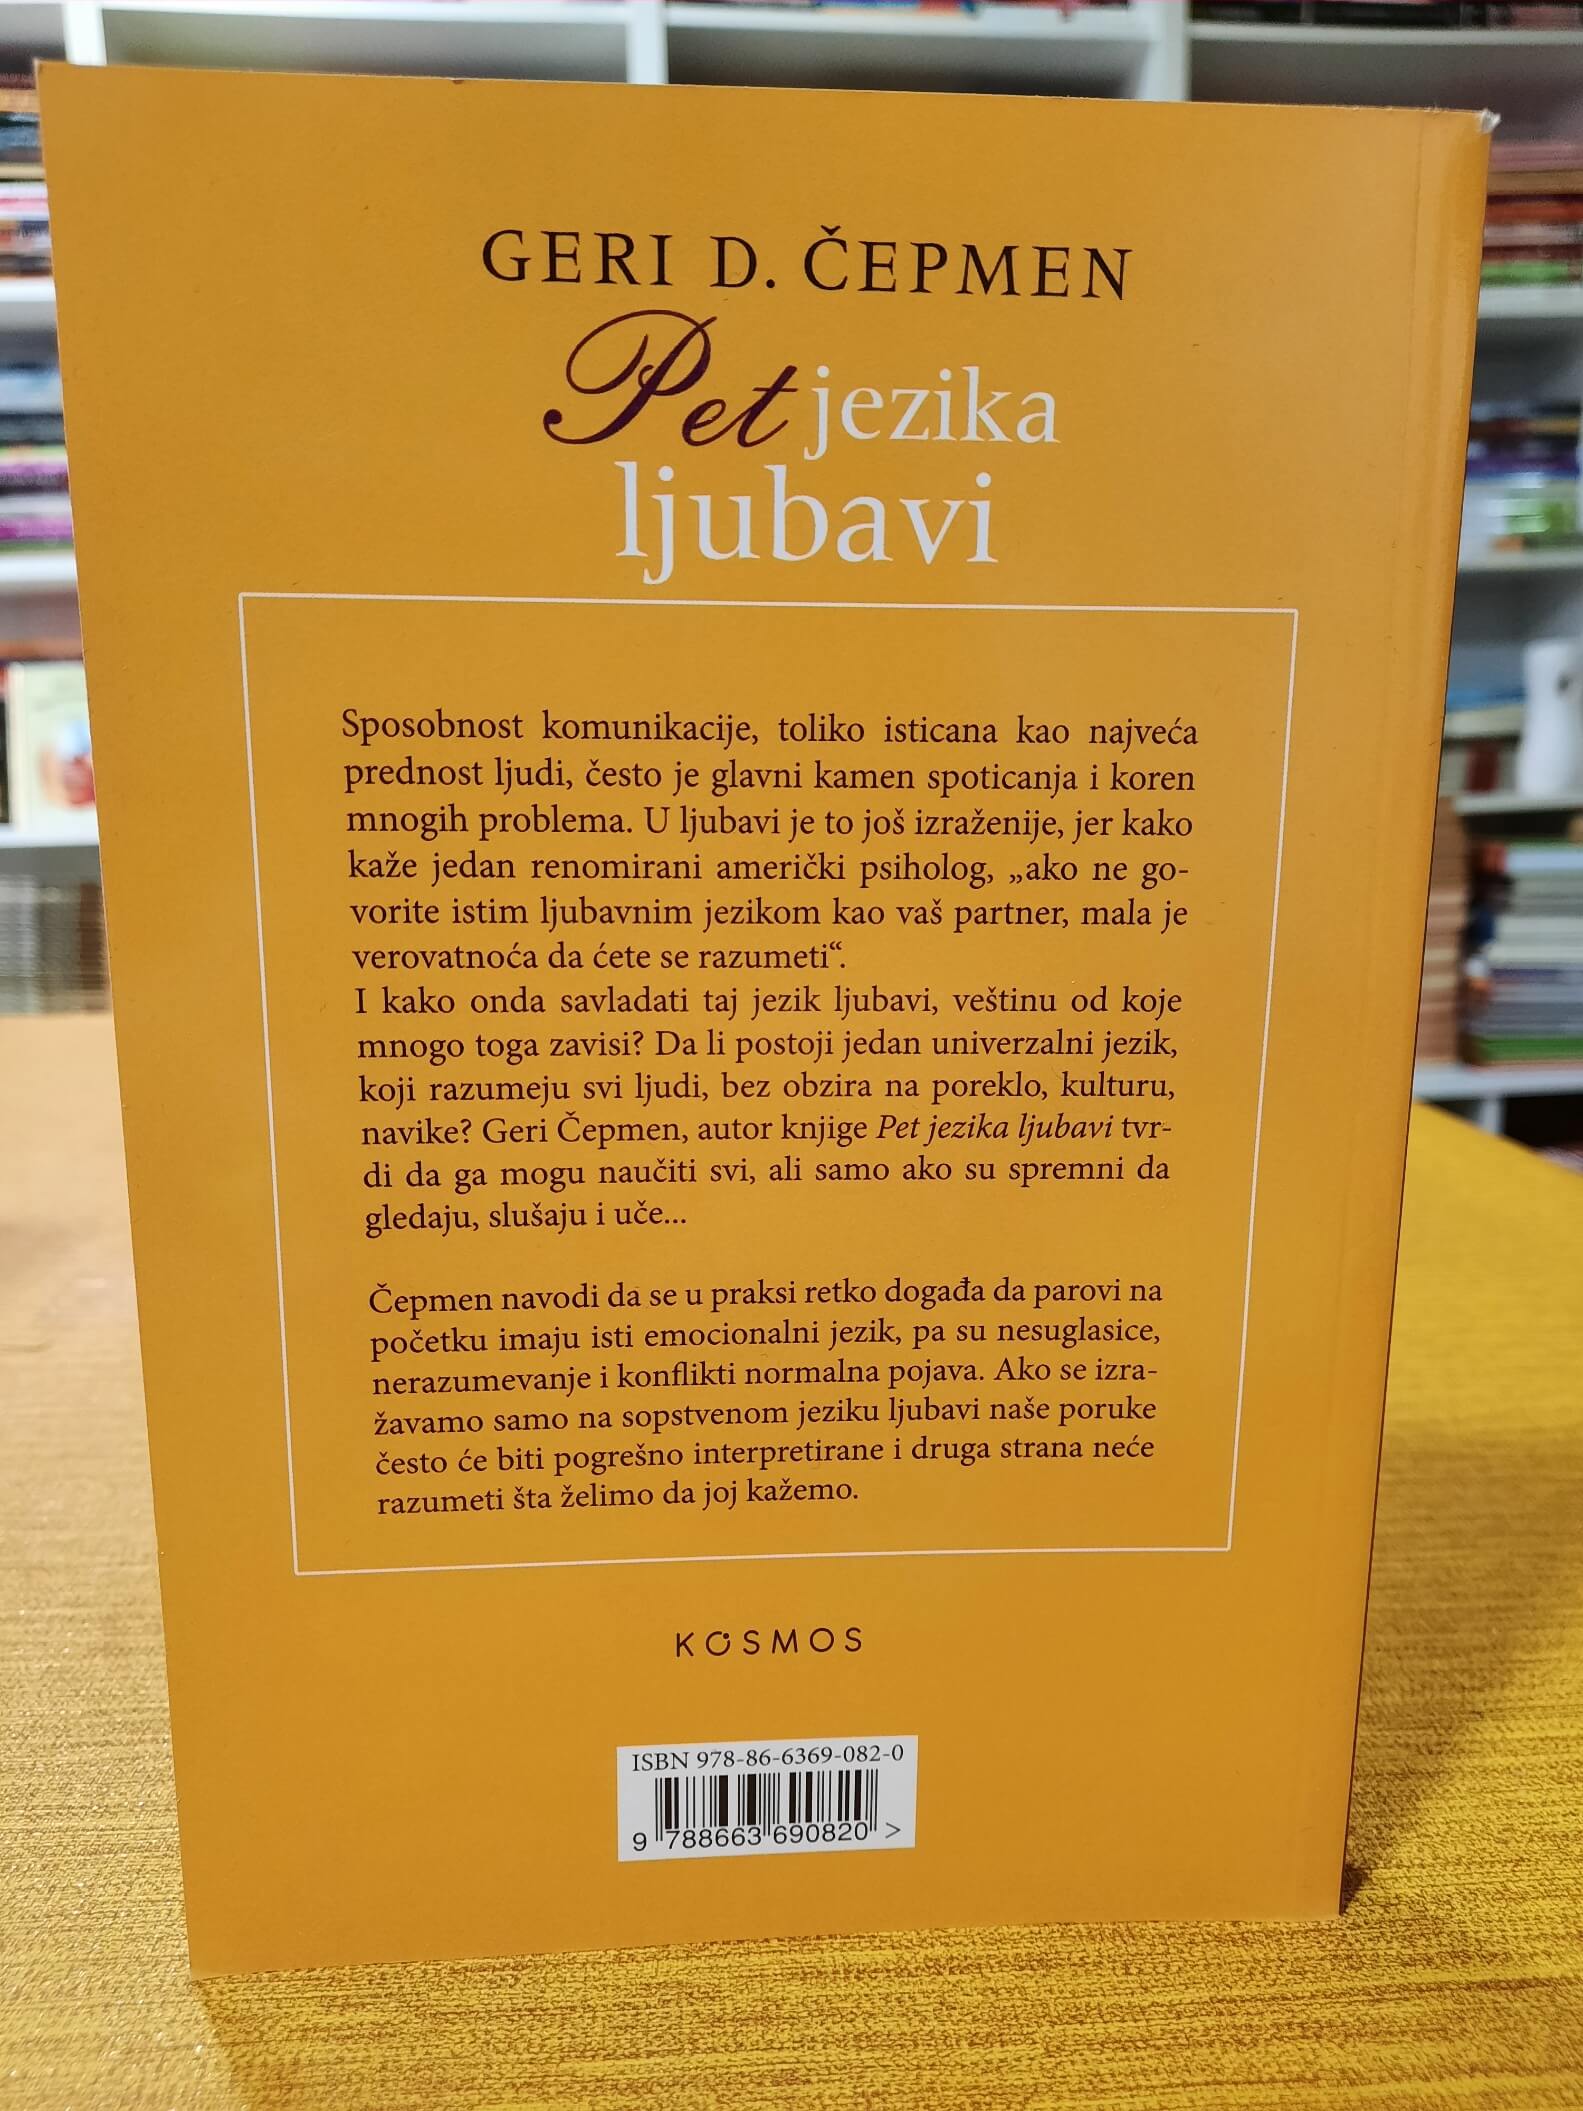 GERI D. ČEPMEN
Pet jezika
ljubavi
Sposobnost komunikacije, toliko isticana kao najveća
prednost ljudi, često je glavni kamen spoticanja i koren
mnogih problema. U ljubavi je to još izraženije, jer kako
kaže jedan renomirani američki psiholog, „ako ne go-
vorite istim ljubavnim jezikom kao vaš partner, mala je
verovatnoća da ćete se razumeti“.
I kako onda savladati taj jezik ljubavi, veštinu od koje
mnogo toga zavisi? Da li postoji jedan univerzalni jezik,
koji razumeju svi ljudi, bez obzira na poreklo, kulturu,
navike? Geri Čepmen, autor knjige Pet jezika ljubavi tvr-
di da ga mogu naučiti svi, ali samo ako su spremni da
gledaju, slušaju i uče...
Čepmen navodi da se u praksi retko događa da parovi na
početku imaju isti emocionalni jezik, pa su nesuglasice,
nerazumevanje i konflikti normalna pojava. Ako se izra-
žavamo samo na sopstvenom jeziku ljubavi naše poruke
često će biti pogrešno interpretirane i druga strana neće
razumeti šta želimo da joj kažemo.
KOSMOS
ISBN 978-86-6369-082-0
9 788663 690820 >